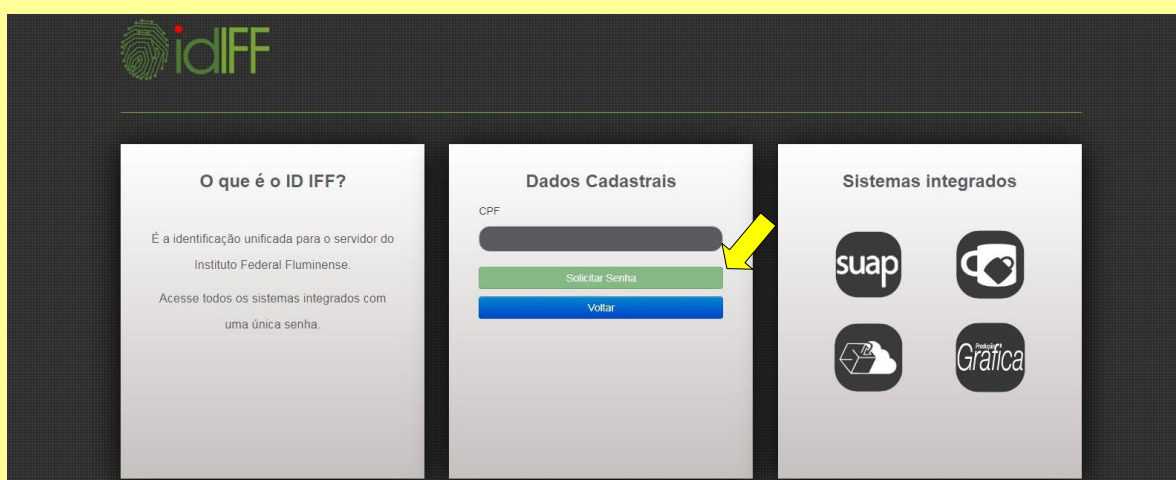 idIFF
O que é o ID IFF?
É a identificação unificada para o servidor do
Instituto Federal Fluminense.
Acesse todos os sistemas integrados com
uma única senha.
Dados Cadastrais
CPF
Solicitar Senha
Voltar
Sistemas integrados
suap
Produção
Gráfica